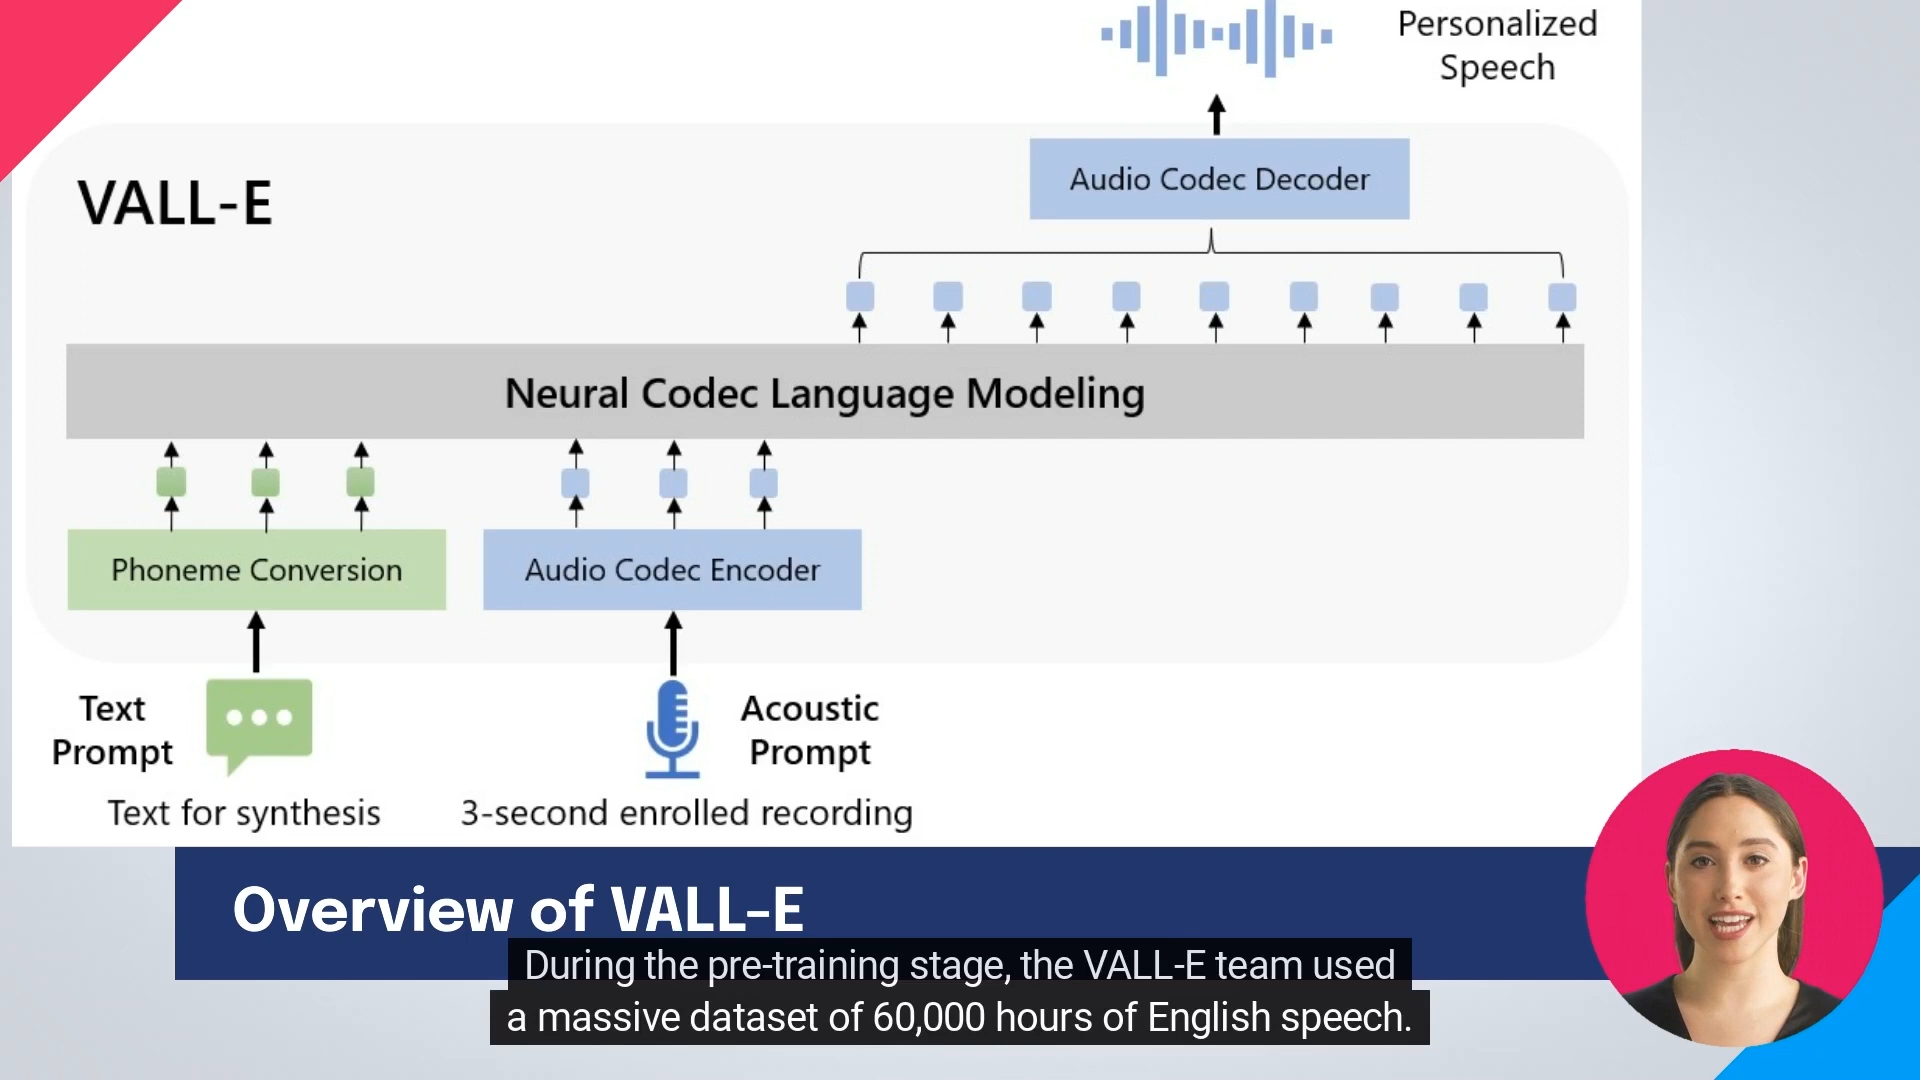 Personalized
Speech
Audio Codec Decoder
VALL-E
Neural Codec Language Modeling
Phoneme Conversion
Audio Codec Encoder
Text
Prompt
Acoustic
Prompt
Text for synthesis
3-second enrolled recording
Overview of VALL-E
During the pre-training stage, the VALL-E team used
a massive dataset of 60,000 hours of English speech.